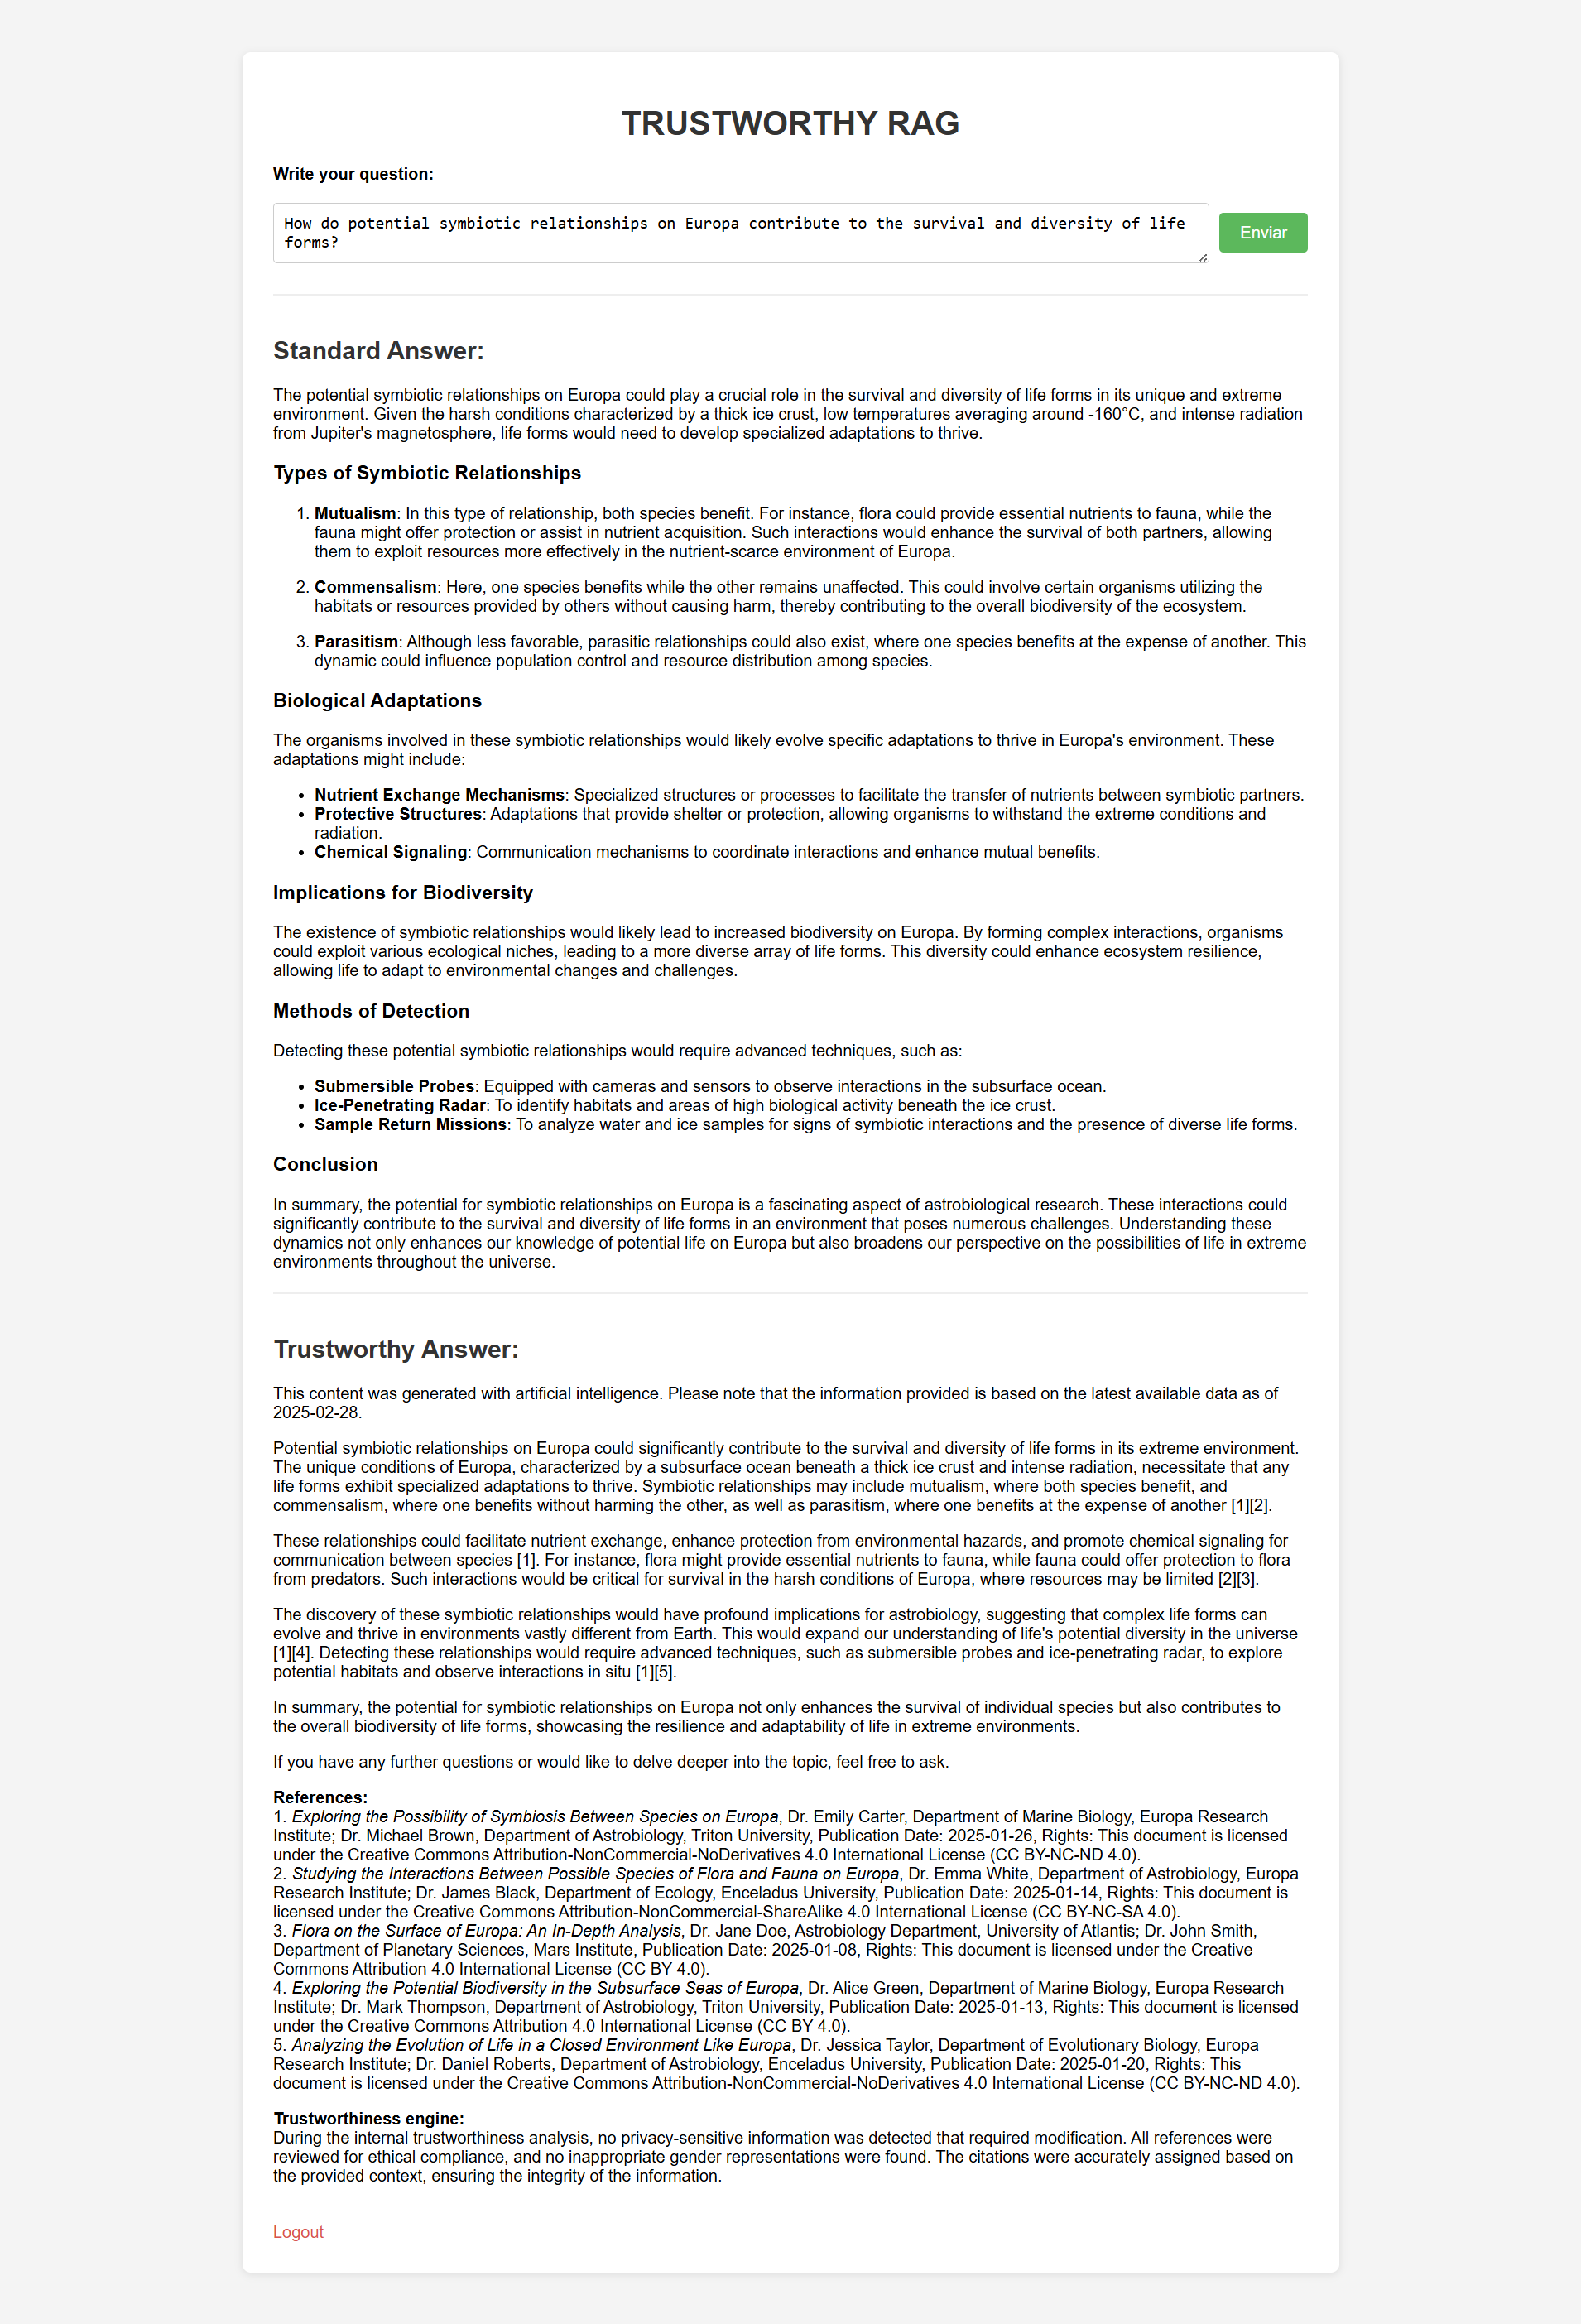 TRUSTWORTHY RAG
Write your question:
How do potential symbiotic relationships on Europa contribute to the survival and diversity of life
forms?
Enviar
Standard Answer:
The potential symbiotic relationships on Europa could play a crucial role in the survival and diversity of life forms in its unique and extreme
environment. Given the harsh conditions characterized by a thick ice crust, low temperatures averaging around -160°C, and intense radiation
from Jupiter's magnetosphere, life forms would need to develop specialized adaptations to thrive.
Types of Symbiotic Relationships
1. Mutualism: In this type of relationship, both species benefit. For instance, flora could provide essential nutrients to fauna, while the
fauna might offer protection or assist in nutrient acquisition. Such interactions would enhance the survival of both partners, allowing
them to exploit resources more effectively in the nutrient-scarce environment of Europa.
2. Commensalism: Here, one species benefits while the other remains unaffected. This could involve certain organisms utilizing the
habitats or resources provided by others without causing harm, thereby contributing to the overall biodiversity of the ecosystem.
3. Parasitism: Although less favorable, parasitic relationships could also exist, where one species benefits at the expense of another. This
dynamic could influence population control and resource distribution among species.
Biological Adaptations
The organisms involved in these symbiotic relationships would likely evolve specific adaptations to thrive in Europa's environment. These
adaptations might include:
• Nutrient Exchange Mechanisms: Specialized structures or processes to facilitate the transfer of nutrients between symbiotic partners.
• Protective Structures: Adaptations that provide shelter or protection, allowing organisms to withstand the extreme conditions and
radiation.
• Chemical Signaling: Communication mechanisms to coordinate interactions and enhance mutual benefits.
Implications for Biodiversity
The existence of symbiotic relationships would likely lead to increased biodiversity on Europa. By forming complex interactions, organisms
could exploit various ecological niches, leading to a more diverse array of life forms. This diversity could enhance ecosystem resilience,
allowing life to adapt to environmental changes and challenges.
Methods of Detection
Detecting these potential symbiotic relationships would require advanced techniques, such as:
• Submersible Probes: Equipped with cameras and sensors to observe interactions in the subsurface ocean.
• Ice-Penetrating Radar: To identify habitats and areas of high biological activity beneath the ice crust.
• Sample Return Missions: To analyze water and ice samples for signs of symbiotic interactions and the presence of diverse life forms.
Conclusion
In summary, the potential for symbiotic relationships on Europa is a fascinating aspect of astrobiological research. These interactions could
significantly contribute to the survival and diversity of life forms in an environment that poses numerous challenges. Understanding these
dynamics not only enhances our knowledge of potential life on Europa but also broadens our perspective on the possibilities of life in extreme
environments throughout the universe.
Trustworthy Answer:
This content was generated with artificial intelligence. Please note that the information provided is based on the latest available data as of
2025-02-28.
Potential symbiotic relationships on Europa could significantly contribute to the survival and diversity of life forms in its extreme environment.
The unique conditions of Europa, characterized by a subsurface ocean beneath a thick ice crust and intense radiation, necessitate that any
life forms exhibit specialized adaptations to thrive. Symbiotic relationships may include mutualism, where both species benefit, and
commensalism, where one benefits without harming the other, as well as parasitism, where one benefits at the expense of another [1][2].
These relationships could facilitate nutrient exchange, enhance protection from environmental hazards, and promote chemical signaling for
communication between species [1]. For instance, flora might provide essential nutrients to fauna, while fauna could offer protection to flora
from predators. Such interactions would be critical for survival in the harsh conditions of Europa, where resources may be limited [2][3].
The discovery of these symbiotic relationships would have profound implications for astrobiology, suggesting that complex life forms can
evolve and thrive in environments vastly different from Earth. This would expand our understanding of life's potential diversity in the universe
[1][4]. Detecting these relationships would require advanced techniques, such as submersible probes and ice-penetrating radar, to explore
potential habitats and observe interactions in situ [1][5].
In summary, the potential for symbiotic relationships on Europa not only enhances the survival of individual species but also contributes to
the overall biodiversity of life forms, showcasing the resilience and adaptability of life in extreme environments.
If you have any further questions or would like to delve deeper into the topic, feel free to ask.
References:
1. Exploring the Possibility of Symbiosis Between Species on Europa, Dr. Emily Carter, Department of Marine Biology, Europa Research
Institute; Dr. Michael Brown, Department of Astrobiology, Triton University, Publication Date: 2025-01-26, Rights: This document is licensed
under the Creative Commons Attribution-NonCommercial-NoDerivatives 4.0 International License (CC BY-NC-ND 4.0).
2. Studying the Interactions Between Possible Species of Flora and Fauna on Europa, Dr. Emma White, Department of Astrobiology, Europa
Research Institute; Dr. James Black, Department of Ecology, Enceladus University, Publication Date: 2025-01-14, Rights: This document is
licensed under the Creative Commons Attribution-NonCommercial-ShareAlike 4.0 International License (CC BY-NC-SA 4.0).
3. Flora on the Surface of Europa: An In-Depth Analysis, Dr. Jane Doe, Astrobiology Department, University of Atlantis; Dr. John Smith,
Department of Planetary Sciences, Mars Institute, Publication Date: 2025-01-08, Rights: This document is licensed under the Creative
Commons Attribution 4.0 International License (CC BY 4.0).
4. Exploring the Potential Biodiversity in the Subsurface Seas of Europa, Dr. Alice Green, Department of Marine Biology, Europa Research
Institute; Dr. Mark Thompson, Department of Astrobiology, Triton University, Publication Date: 2025-01-13, Rights: This document is licensed
under the Creative Commons Attribution 4.0 International License (CC BY 4.0).
5. Analyzing the Evolution of Life in a Closed Environment Like Europa, Dr. Jessica Taylor, Department of Evolutionary Biology, Europa
Research Institute; Dr. Daniel Roberts, Department of Astrobiology, Enceladus University, Publication Date: 2025-01-20, Rights: This
document is licensed under the Creative Commons Attribution-NonCommercial-NoDerivatives 4.0 International License (CC BY-NC-ND 4.0).
Trustworthiness engine:
During the internal trustworthiness analysis, no privacy-sensitive information was detected that required modification. All references were
reviewed for ethical compliance, and no inappropriate gender representations were found. The citations were accurately assigned based on
the provided context, ensuring the integrity of the information.
Logout